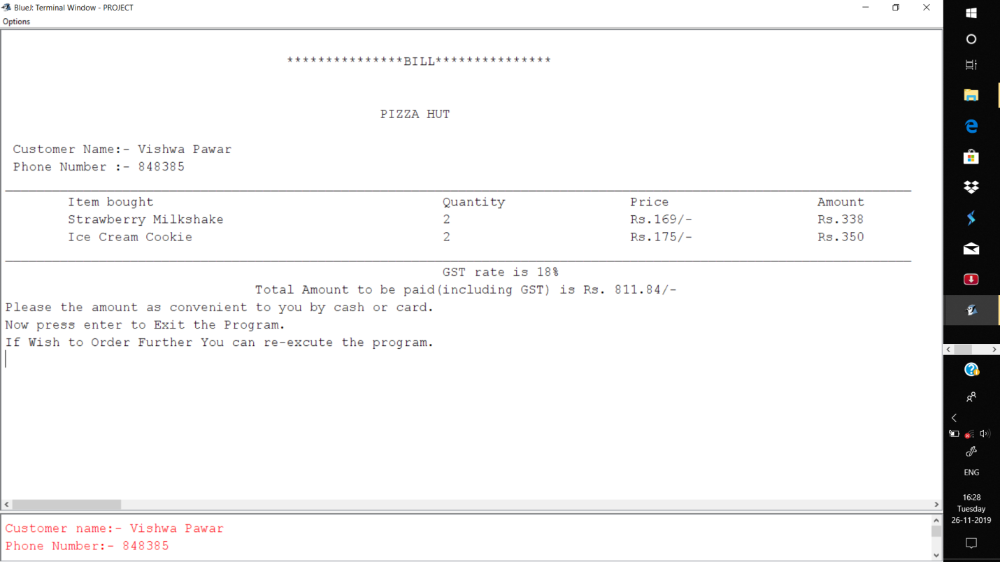 BlueJ: Terminal Window - PROJECT
Options
***************BILL***************
PIZZA HUT
Customer Name:- Vishwa Pawar
Phone Number :- 848385
Item bought Quantity Price Amount
Strawberry Milkshake 2 Rs.169/- Rs.338
Ice Cream Cookie 2 Rs.175/- Rs.350
GST rate is 18%
Total Amount to be paid(including GST) is Rs. 811.84/-
Please the amount as convenient to you by cash or card.
Now press enter to Exit the Program.
If Wish to Order Further You can re-excute the program.
Customer name:- Vishwa Pawar
Phone Number:- 848385
ENG
16:28
Tuesday
26-11-2019